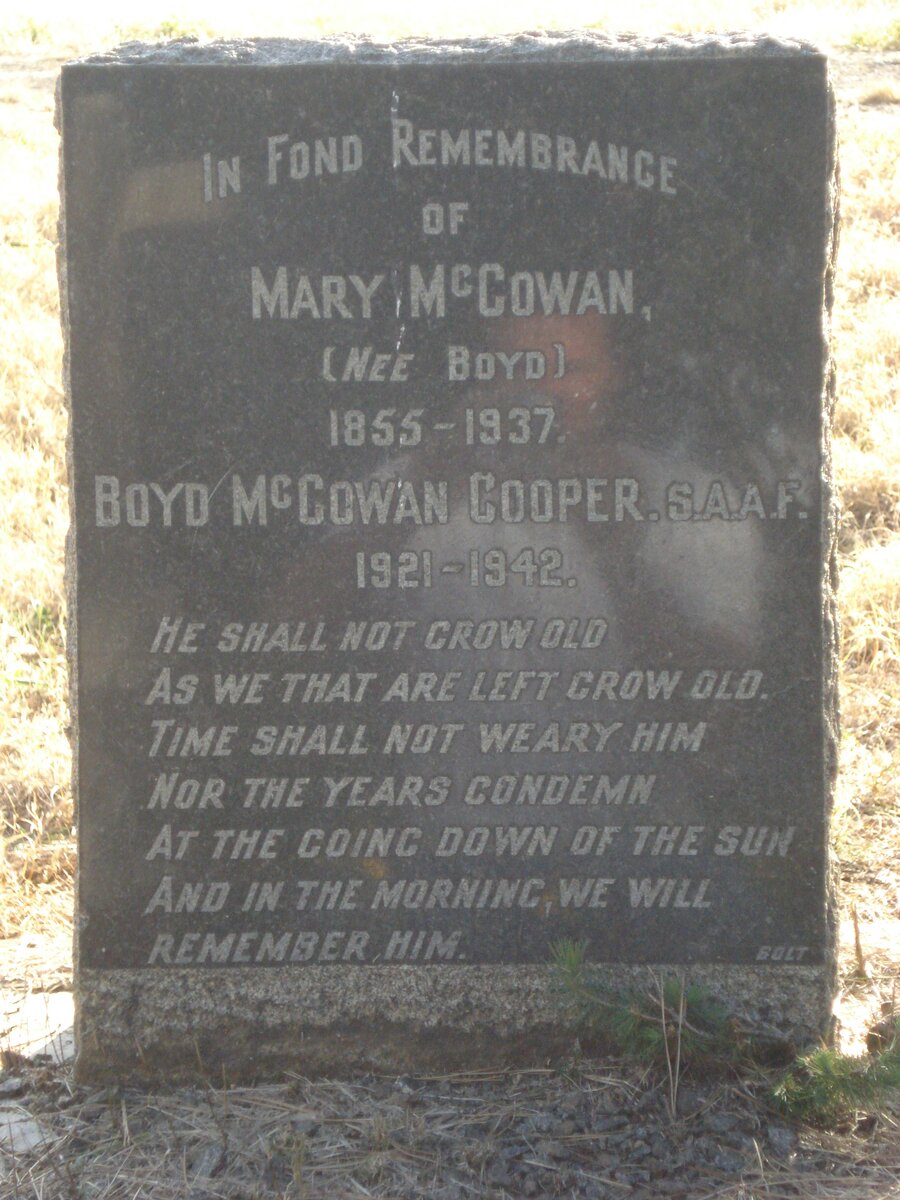 IN FOND REMEMBRANCE
OF
MARY McCOWAN,
(NEE BOYD)
1855-1937.
BOYD McCOWAN COOPER. S.A.A.F.
1921-1942.
HE SHALL NOT GROW OLD
AS WE THAT ARE LEFT GROW OLD.
TIME SHALL NOT WEARY HIM
NOR THE YEARS CONDEMN
AT THE GOING DOWN OF THE SUN
AND IN THE MORNING, WE WILL
REMEMBER HIM.
BOLT